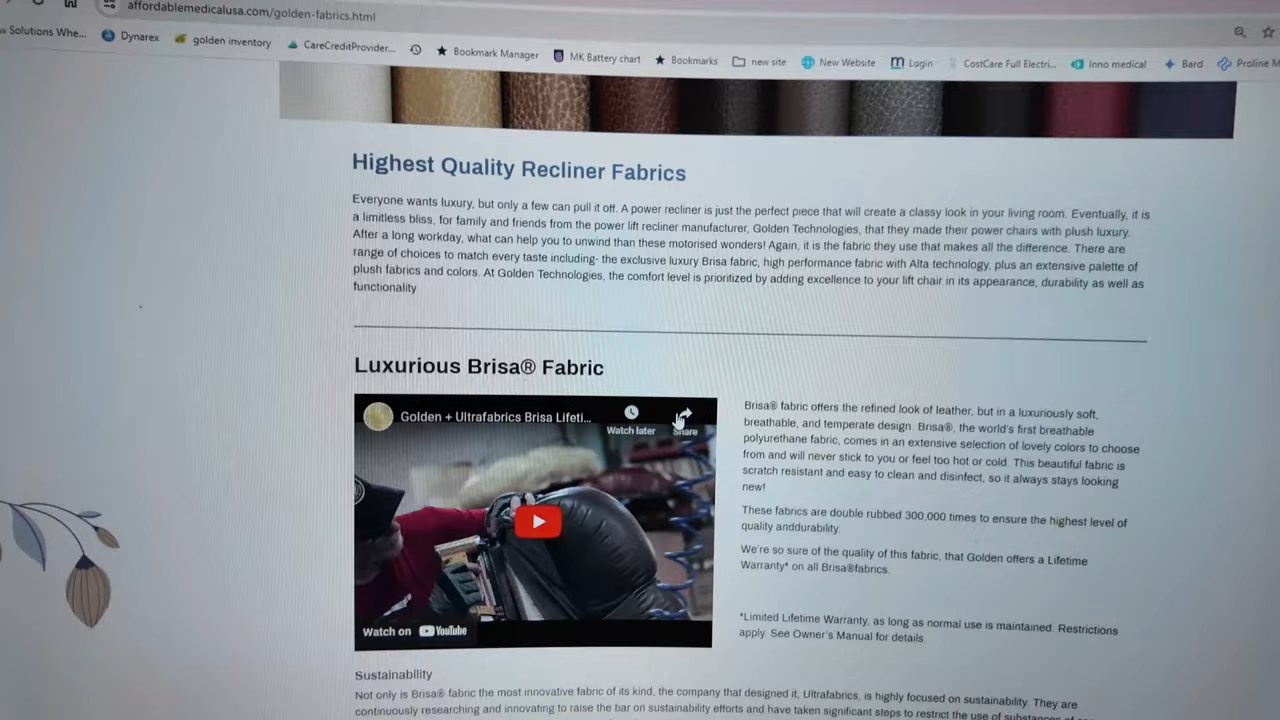 affordablemedicalusa.com/golden-fabrics.html
w Solutions Whe... Dynarex golden inventory CareCreditProvider... Bookmark Manager MK Battery chart Bookmarks new site New Website Login CostCare Full Electri... Inno medical Bard Proline M
Highest Quality Recliner Fabrics
Everyone wants luxury, but only a few can pull it off. A power recliner is just the perfect piece that will create a classy look in your living room. Eventually, it is
a limitless bliss, for family and friends from the power lift recliner manufacturer, Golden Technologies, that they made their power chairs with plush luxury.
After a long workday, what can help you to unwind than these motorised wonders! Again, it is the fabric they use that makes all the difference. There are
range of choices to match every taste including- the exclusive luxury Brisa fabric, high performance fabric with Alta technology, plus an extensive palette of
plush fabrics and colors. At Golden Technologies, the comfort level is prioritized by adding excellence to your lift chair in its appearance, durability as well as
functionality
Luxurious Brisa® Fabric
Golden + Ultrafabrics Brisa Lifeti...
Watch later
Share
Watch on YouTube
Brisa® fabric offers the refined look of leather, but in a luxuriously soft,
breathable, and temperate design. Brisa®, the world's first breathable
polyurethane fabric, comes in an extensive selection of lovely colors to choose
from and will never stick to you or feel too hot or cold. This beautiful fabric is
scratch resistant and easy to clean and disinfect, so it always stays looking
new!
These fabrics are double rubbed 300,000 times to ensure the highest level of
quality anddurability.
We're so sure of the quality of this fabric, that Golden offers a Lifetime
Warranty* on all Brisa®fabrics.
*Limited Lifetime Warranty, as long as normal use is maintained. Restrictions
apply. See Owner's Manual for details.
Sustainability
Not only is Brisa® fabric the most innovative fabric of its kind, the company that designed it, Ultrafabrics, is highly focused on sustainability. They are
continuously researching and innovating to raise the bar on sustainability efforts and have taken significant steps to restrict the use of substances of